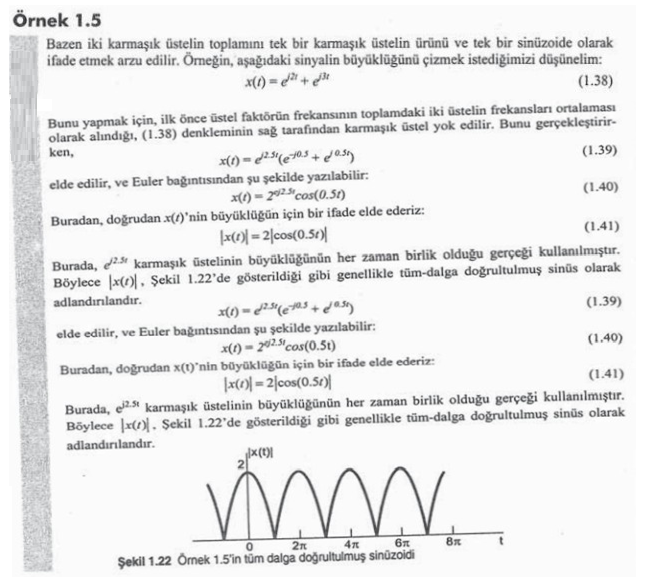 Örnek 1.5
Bazen iki karmaşık üstelin toplamını tek bir karmaşık üstelin ürünü ve tek bir sinüzoide olarak
ifade etmek arzu edilir. Örneğin, aşağıdaki sinyalin büyüklüğünü çizmek istediğimizi düşünelim:
x(t) = e^{j2t} + e^{j3t} (1.38)
Bunu yapmak için, ilk önce üstel faktörün frekansının toplamdaki iki üstelin frekansları ortalaması
olarak alındığı, (1.38) denkleminin sağ tarafından karmaşık üstel yok edilir. Bunu gerçekleştirir-
ken,
x(t) = e^{j2.5t}(e^{-j0.5} + e^{j0.5t}) (1.39)
elde edilir, ve Euler bağıntısından şu şekilde yazılabilir:
x(t) = 2^{ej2.5t}cos(0.5t) (1.40)
Buradan, doğrudan x(t)'nin büyüklüğün için bir ifade elde ederiz:
|x(t)| = 2|cos(0.5t)| (1.41)
Burada, e^{j2.5t} karmaşık üstelinin büyüklüğünün her zaman birlik olduğu gerçeği kullanılmıştır.
Böylece |x(t)|, Şekil 1.22'de gösterildiği gibi genellikle tüm-dalga doğrultulmuş sinüs olarak
adlandırılandır.
x(t) = e^{j2.5t}(e^{-j0.5} + e^{j0.5t}) (1.39)
elde edilir, ve Euler bağıntısından şu şekilde yazılabilir:
x(t) = 2^{ej2.5t}cos(0.5t) (1.40)
Buradan, doğrudan x(t)'nin büyüklüğün için bir ifade elde ederiz:
|x(t)| = 2|cos(0.5t)| (1.41)
Burada, e^{j2.5t} karmaşık üstelinin büyüklüğünün her zaman birlik olduğu gerçeği kullanılmıştır.
Böylece |x(t)|, Şekil 1.22'de gösterildiği gibi genellikle tüm-dalga doğrultulmuş sinüs olarak
adlandırılandır.
|x(t)|
2
0 2π 4π 6π 8π t
Şekil 1.22 Örnek 1.5'in tüm dalga doğrultulmuş sinüzoidi